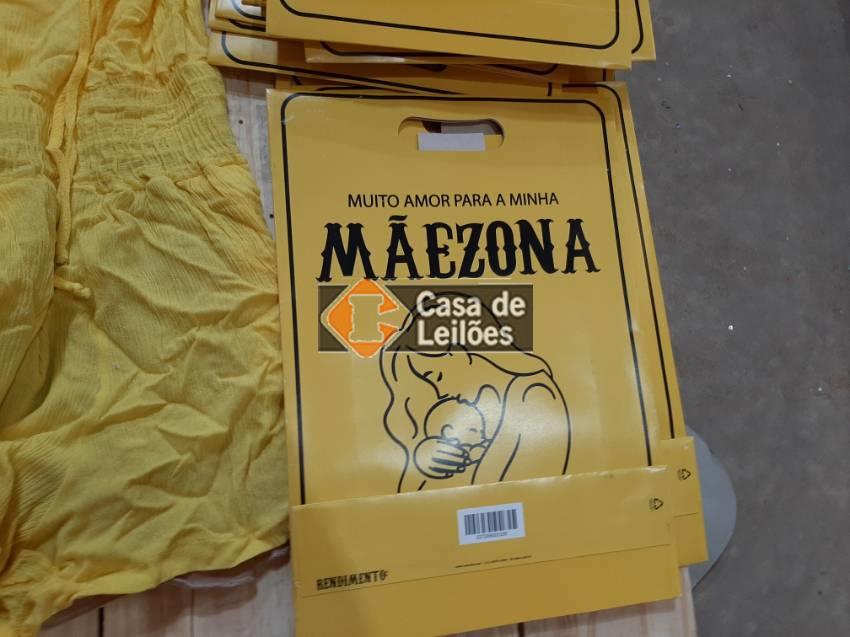 MUITO AMOR PARA A MINHA
MÃEZONA
Casa de
Leilões
RENDIMENTO